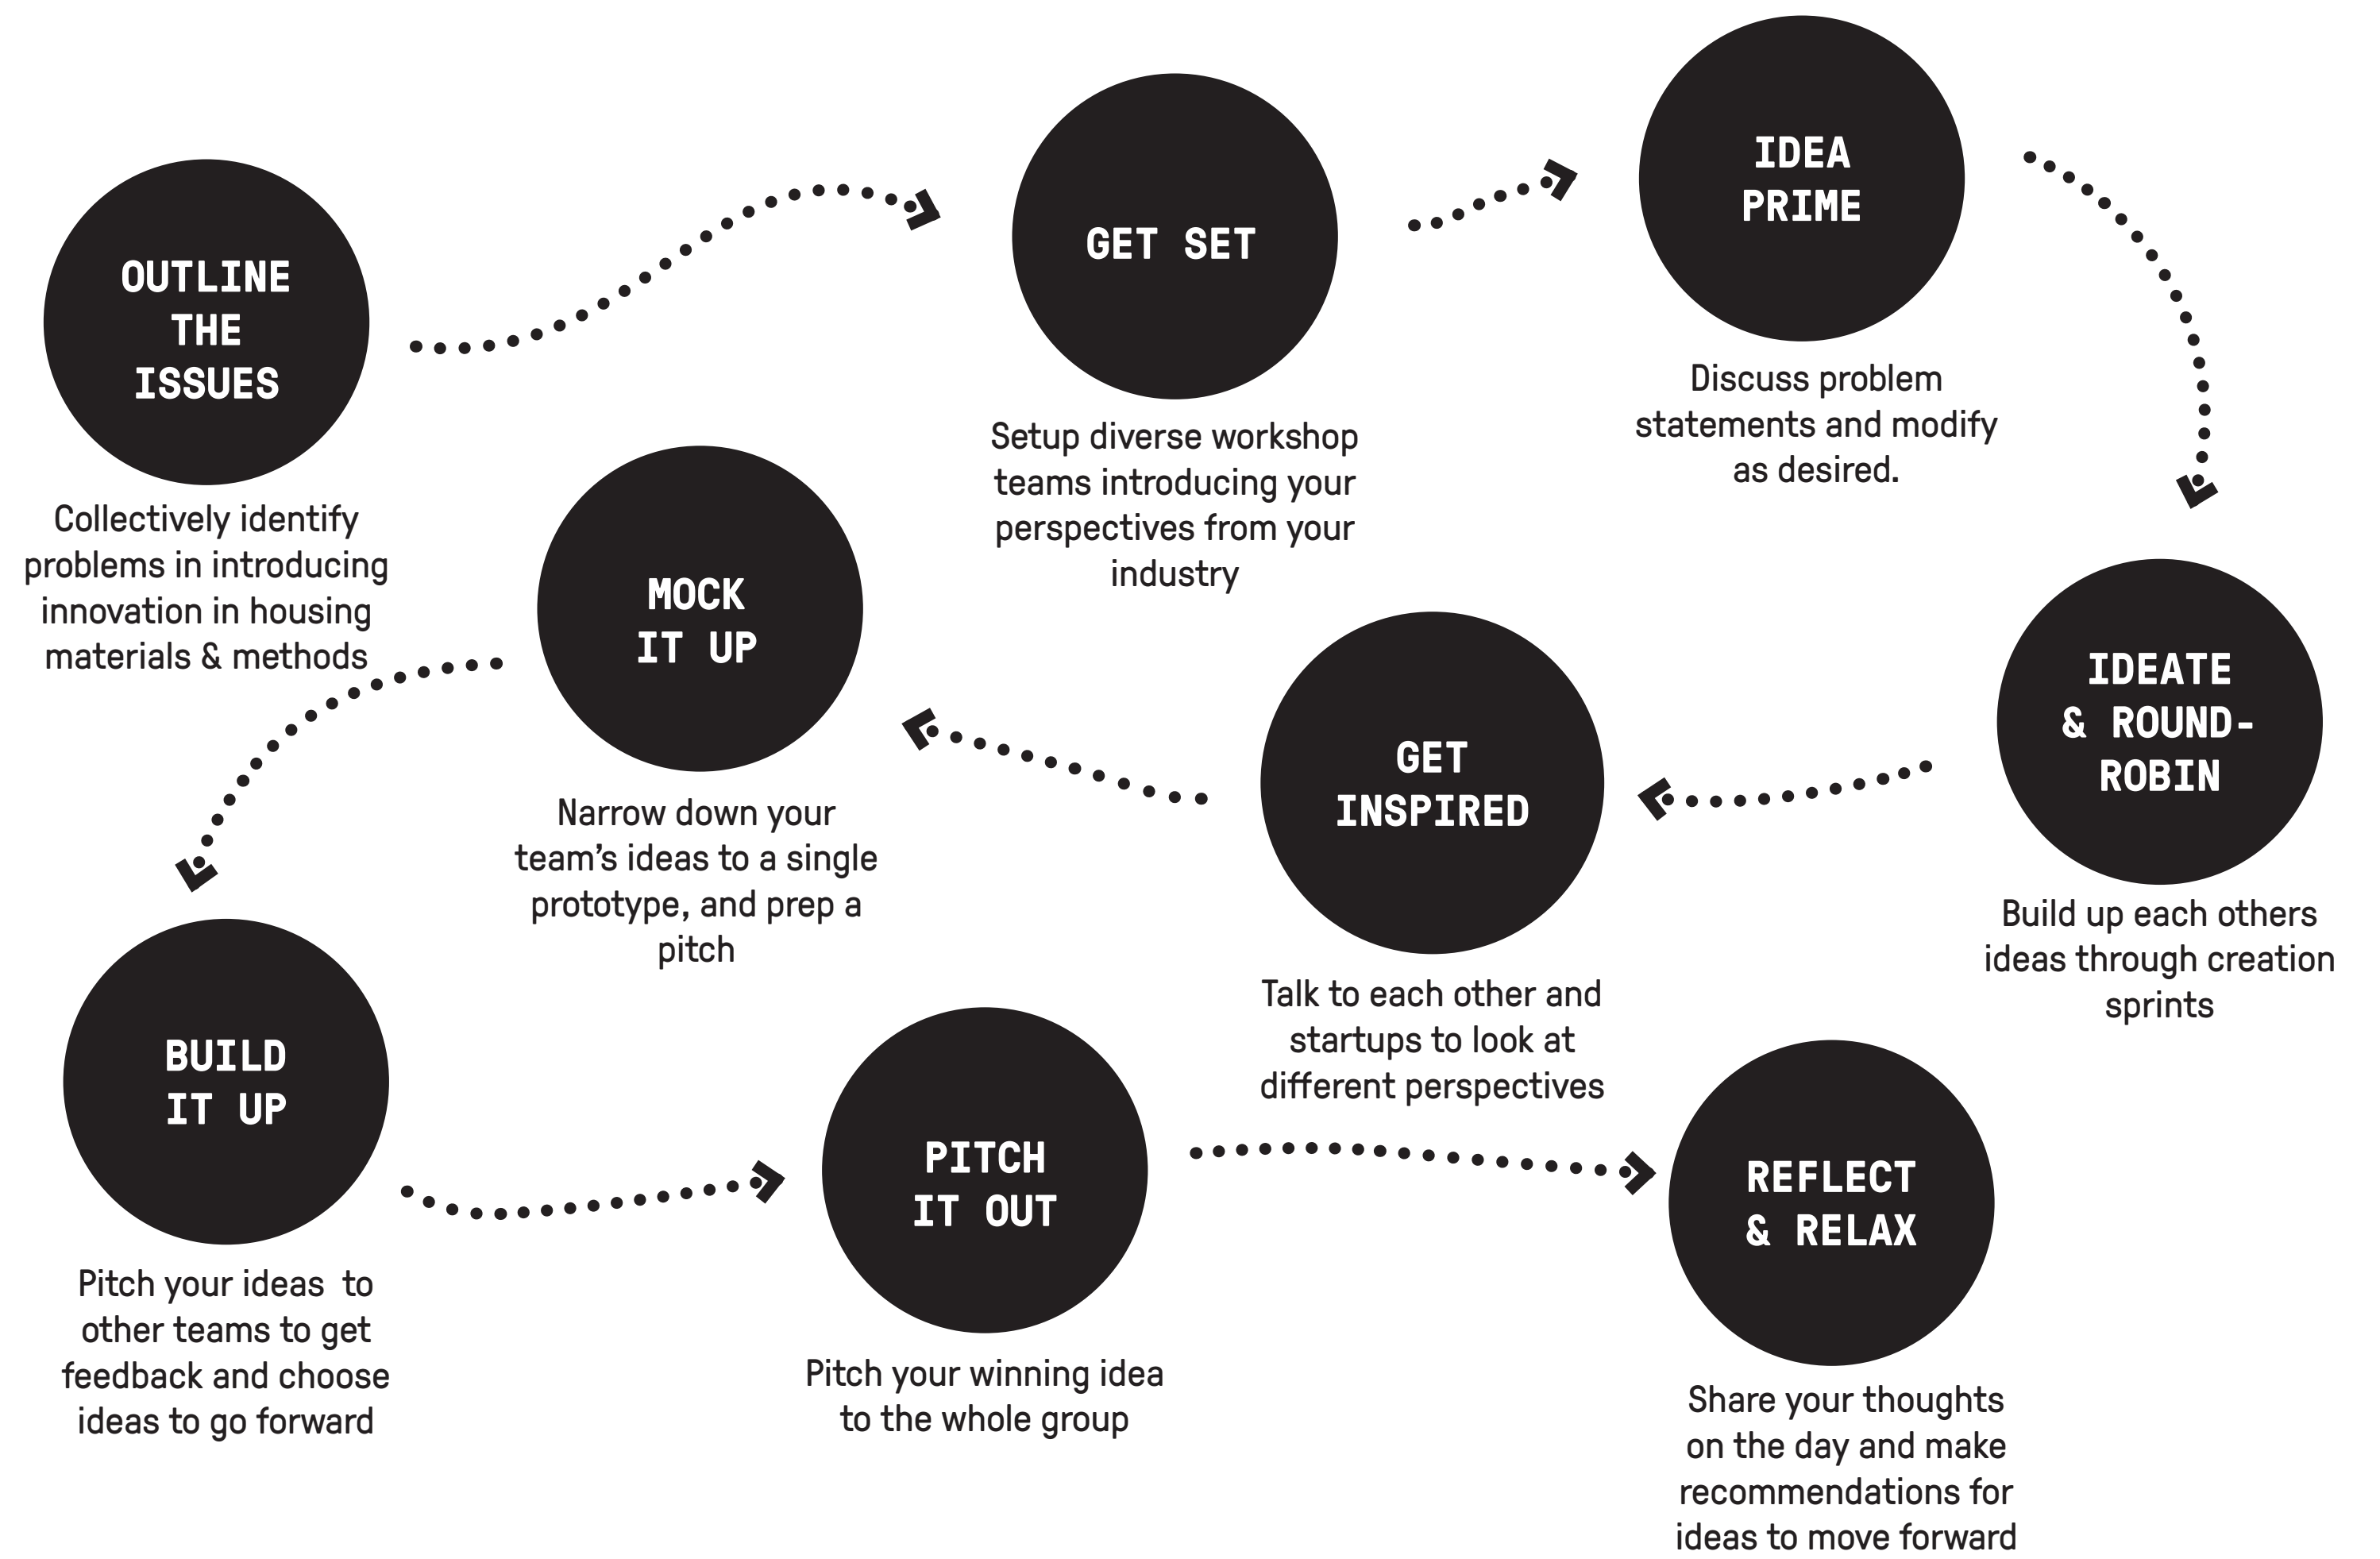 OUTLINE
THE
ISSUES
Collectively identify
problems in introducing
innovation in housing
materials & methods
GET SET
Setup diverse workshop
teams introducing your
perspectives from your
industry
IDEA
PRIME
Discuss problem
statements and modify
as desired.
IDEATE
& ROUND-
ROBIN
Build up each others
ideas through creation
sprints
GET
INSPIRED
Talk to each other and
startups to look at
different perspectives
MOCK
IT UP
Narrow down your
team’s ideas to a single
prototype, and prep a
pitch
BUILD
IT UP
Pitch your ideas  to
other teams to get
feedback and choose
ideas to go forward
PITCH
IT OUT
Pitch your winning idea
to the whole group
REFLECT
& RELAX
Share your thoughts
on the day and make
recommendations for
ideas to move forward